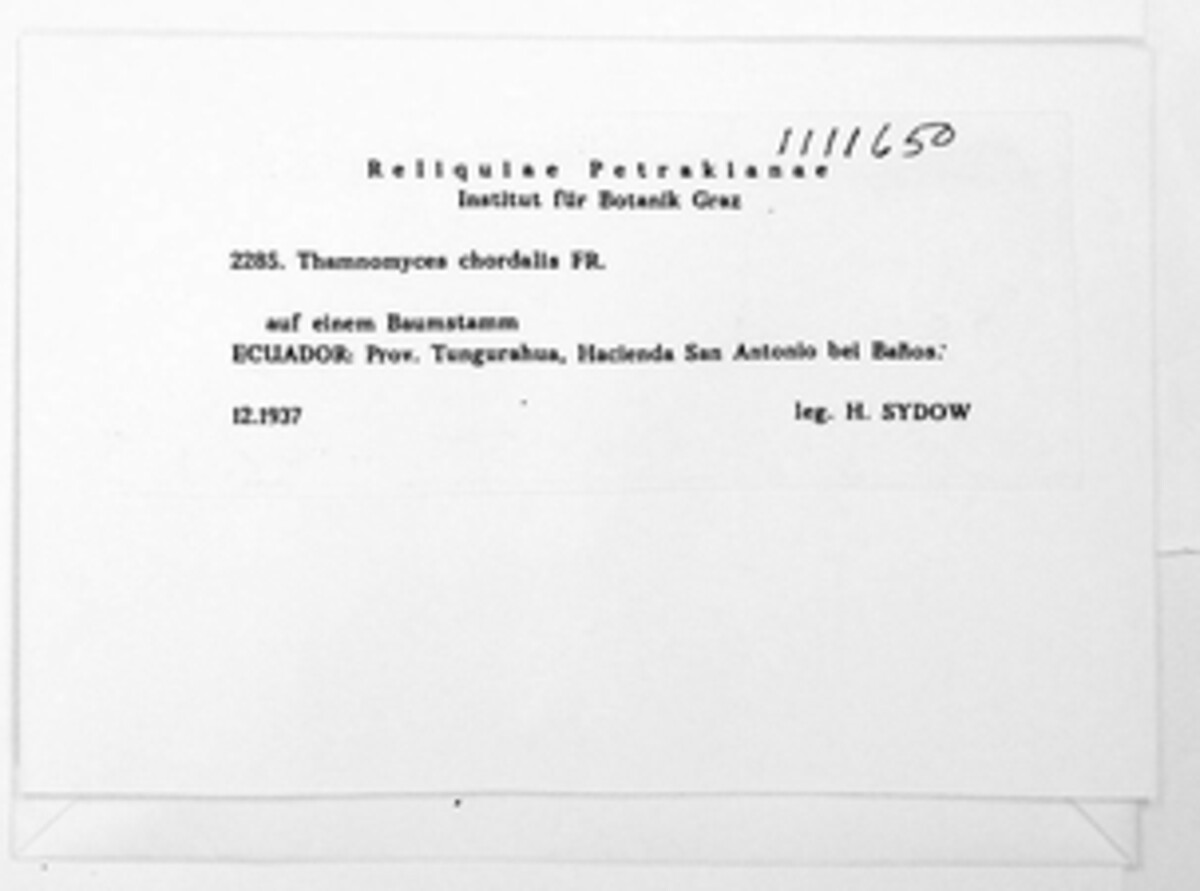 1111650
Reliquiae Petrakianae
Institut für Botanik Graz
2285. Thamnomyces chordalis FR.
auf einem Baumstamm
ECUADOR: Prov. Tungurahua, Hacienda San Antonio bei Baños.
12.1937 leg. H. SYDOW